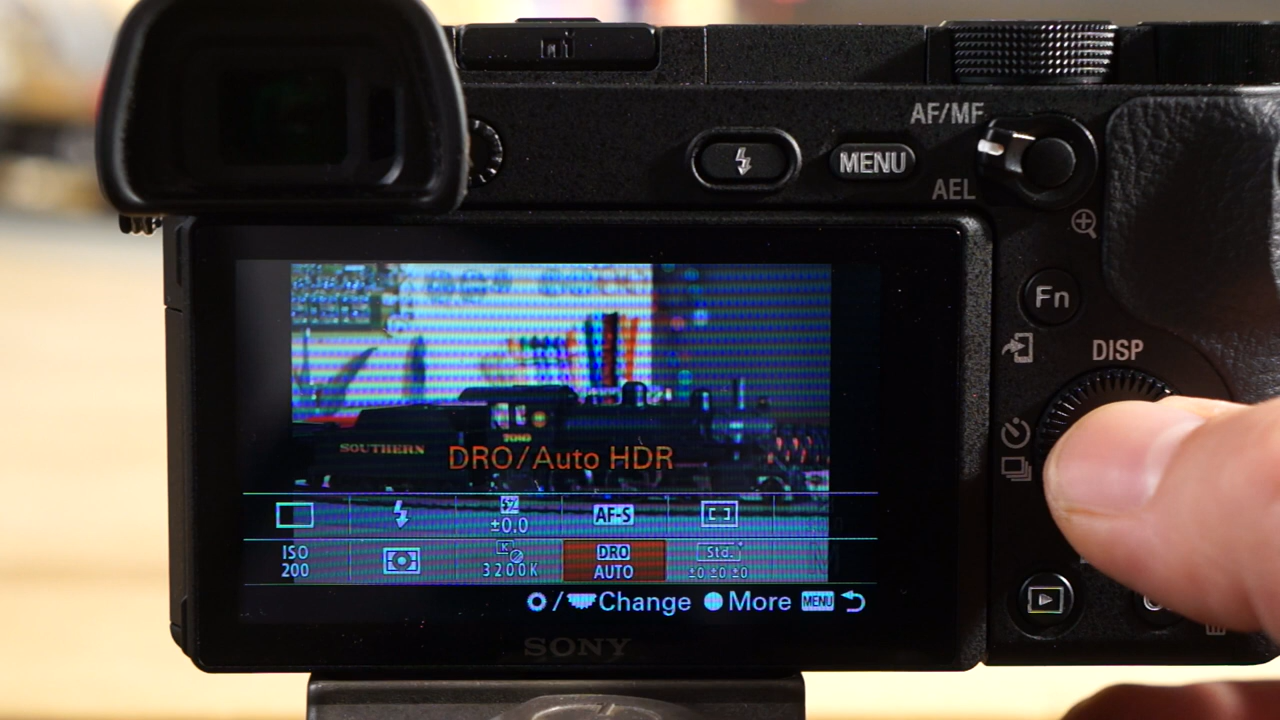 AF/MF
MENU
AEL
Fn
DISP
SOUTHERN
DRO/Auto HDR
±0.0
AF-S
ISO
200
K
3200K
DRO
AUTO
Std.
±0 ±0 ±0
Change
More
MENU
SONY